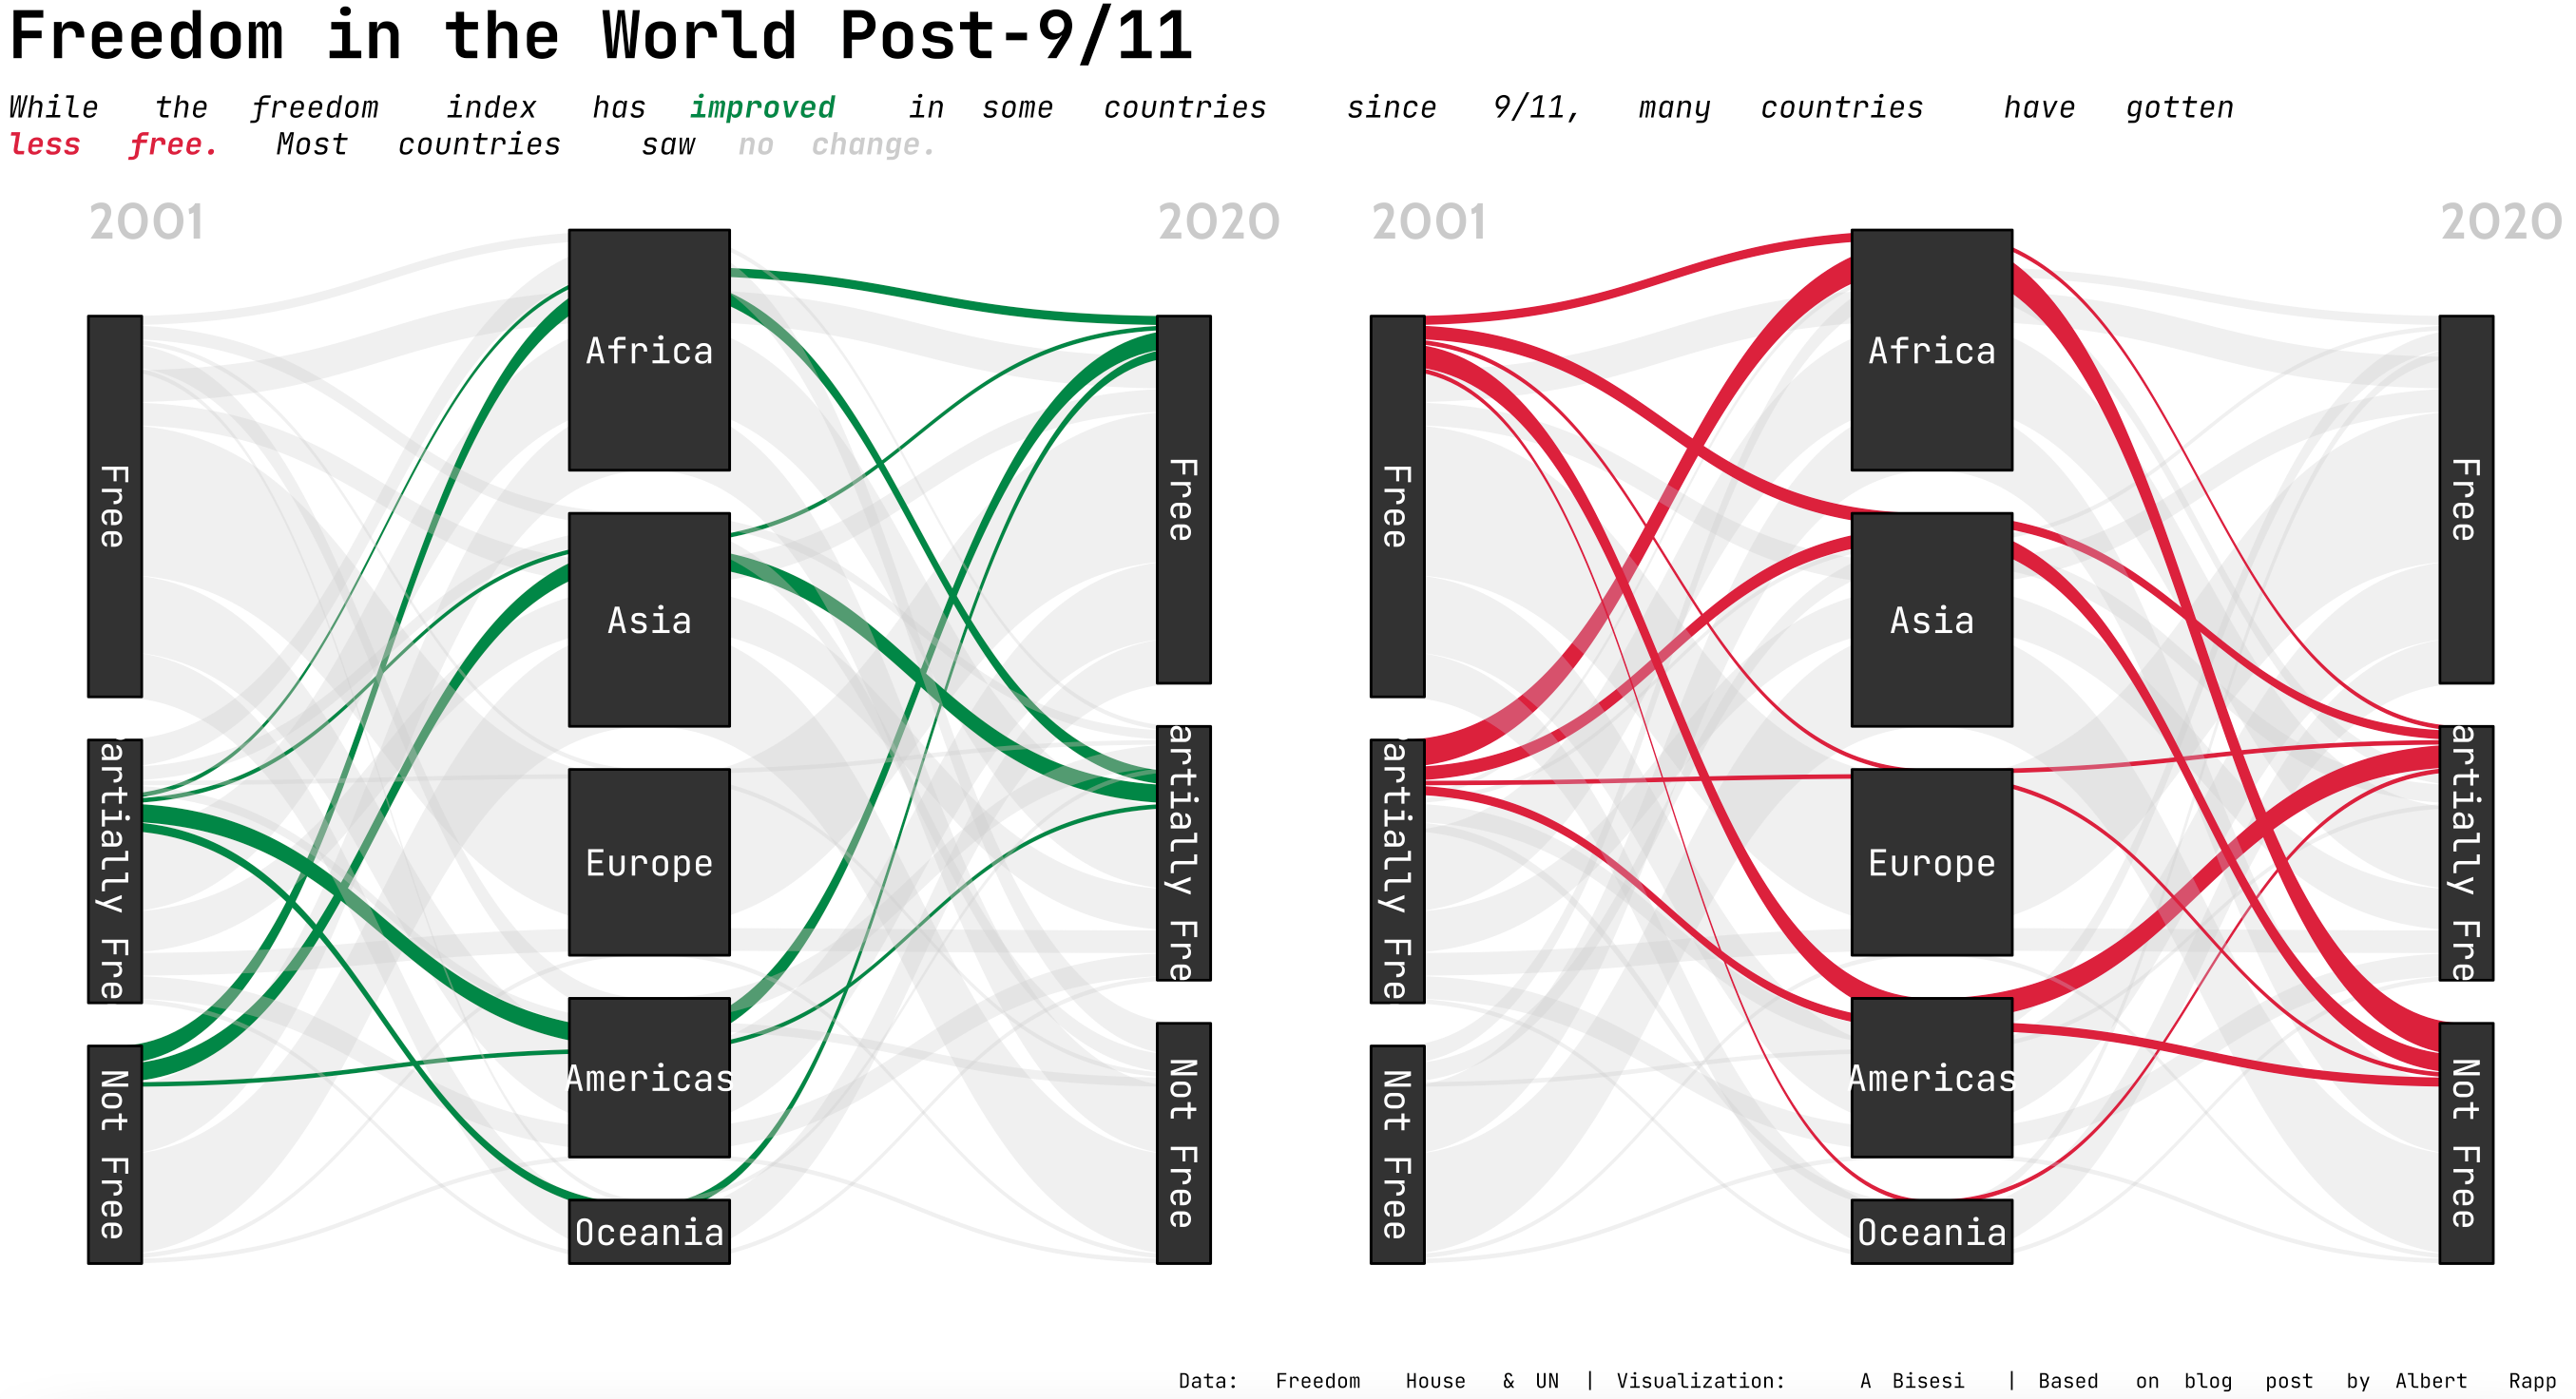 Freedom in the World Post-9/11
While the freedom index has improved in some countries since 9/11, many countries have gotten
less free. Most countries saw no change.
2001
2020
2001
2020
Free
artially Fre
Not Free
Africa
Asia
Europe
Americas
Oceania
Free
artially Fre
Not Free
Free
artially Fre
Not Free
Africa
Asia
Europe
Americas
Oceania
Free
artially Fre
Not Free
Data: Freedom House & UN | Visualization: A Bisesi | Based on blog post by Albert Rapp